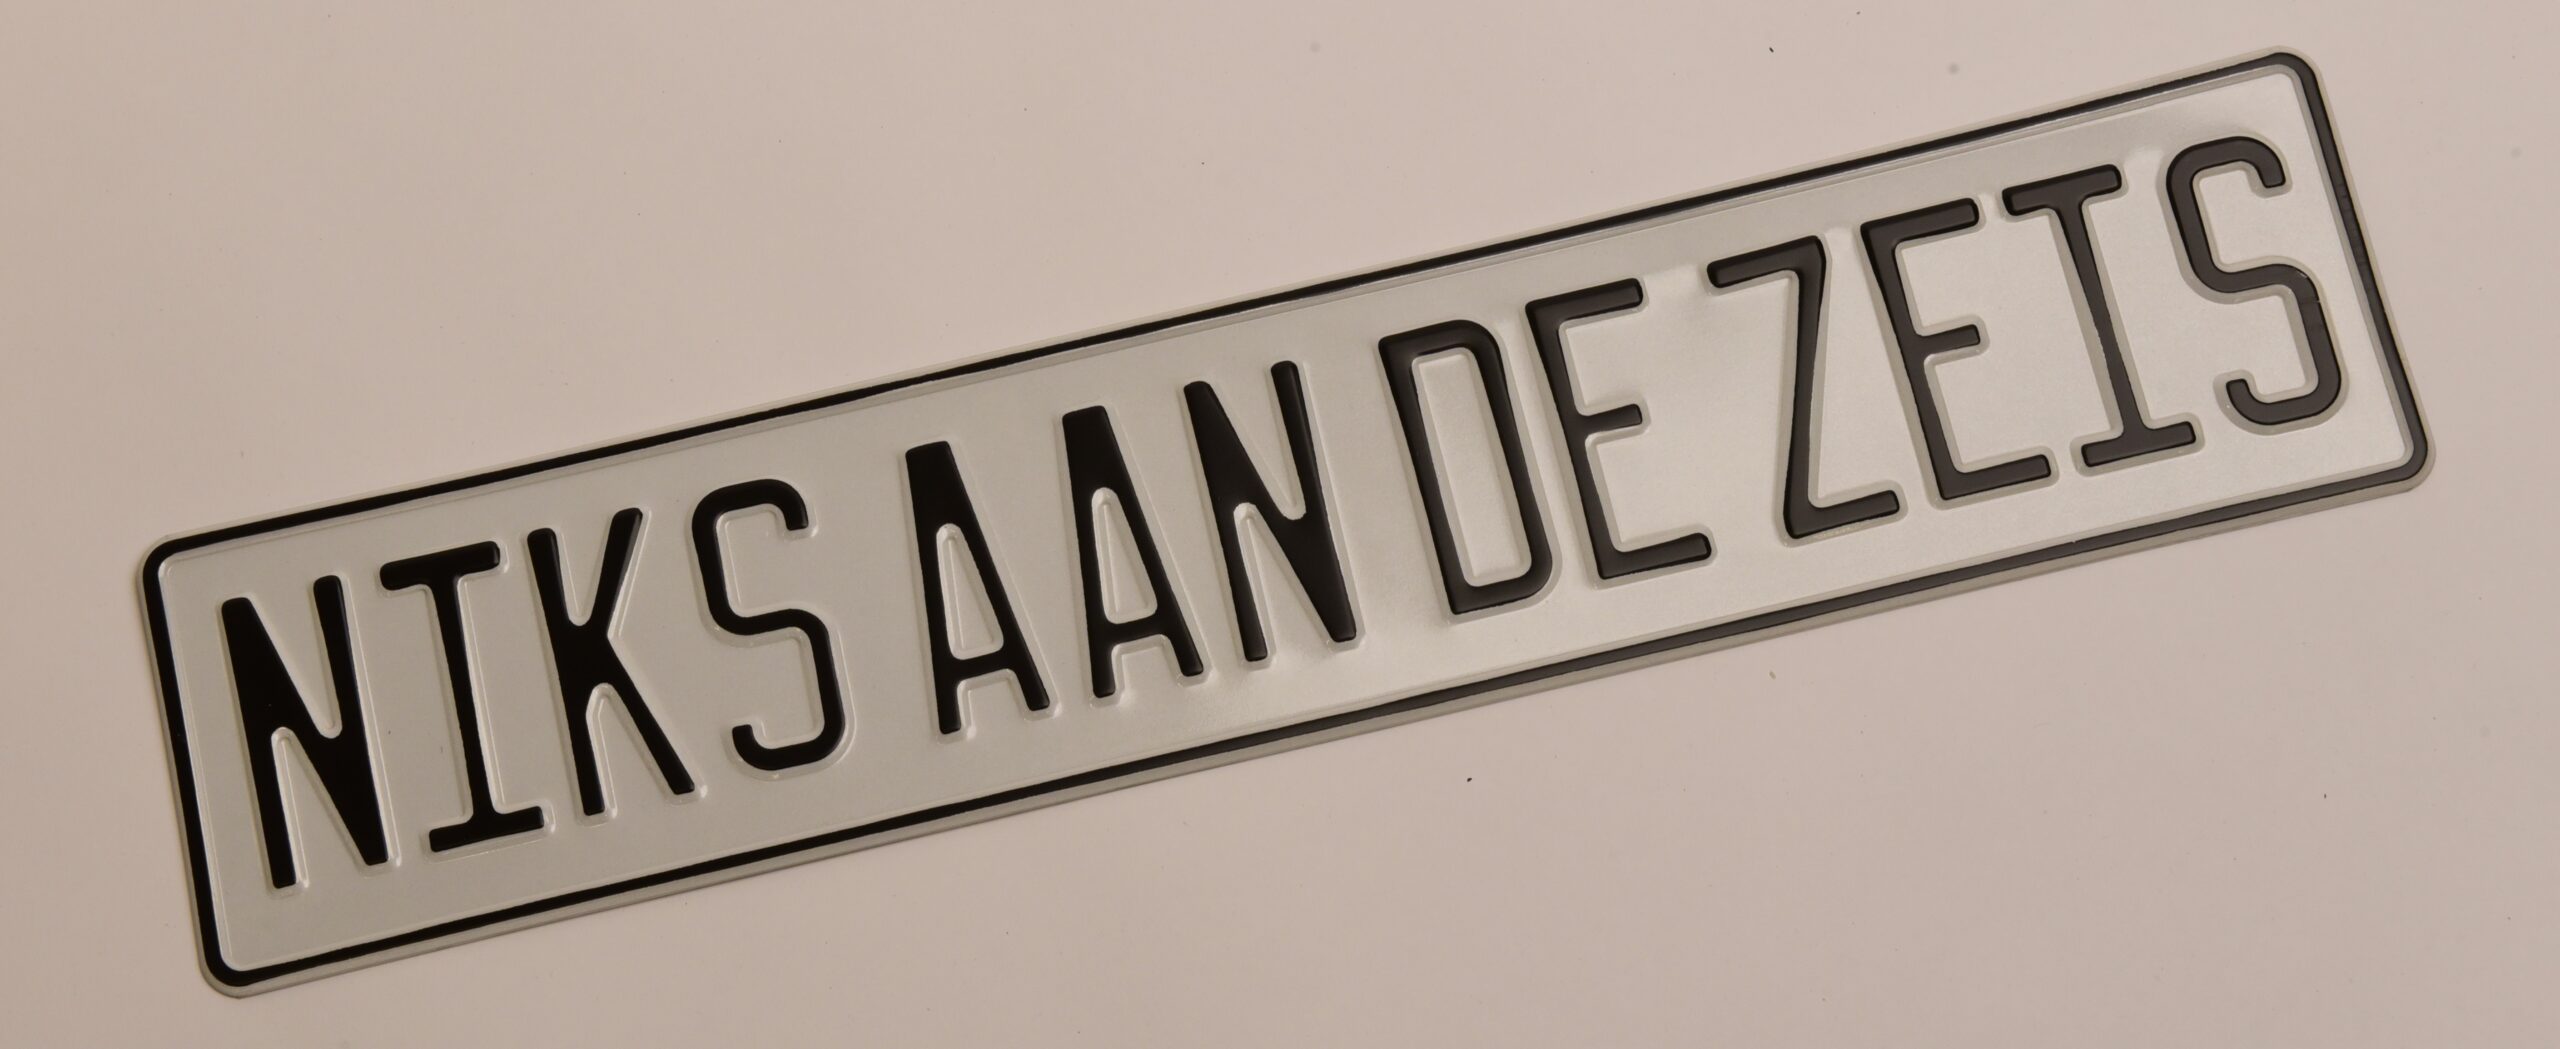 NIKS AAN DE ZEIS